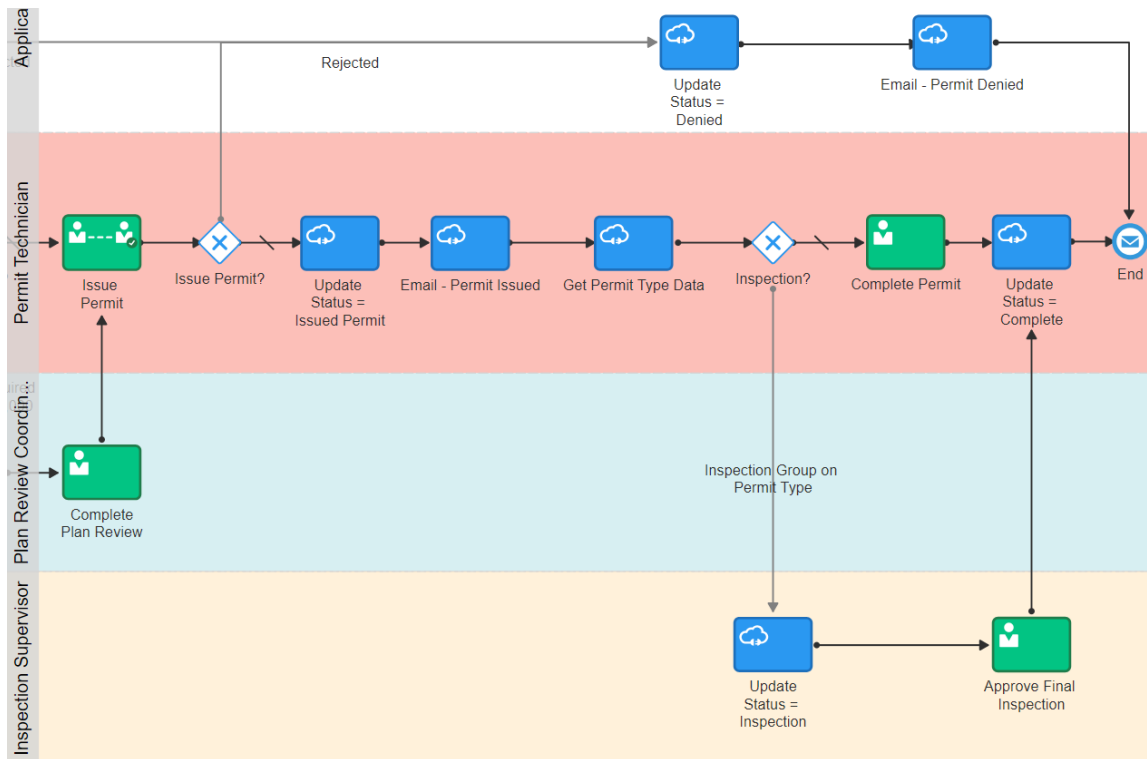 Applica
Rejected
Update
Status =
Denied
Email - Permit Denied
Permit Technician
Issue
Permit
Issue Permit?
Update
Status =
Issued Permit
Email - Permit Issued
Get Permit Type Data
Inspection?
Complete Permit
Update
Status =
Complete
End
Plan Review Coordin...
Complete
Plan Review
Inspection Group on
Permit Type
Inspection Supervisor
Update
Status =
Inspection
Approve Final
Inspection